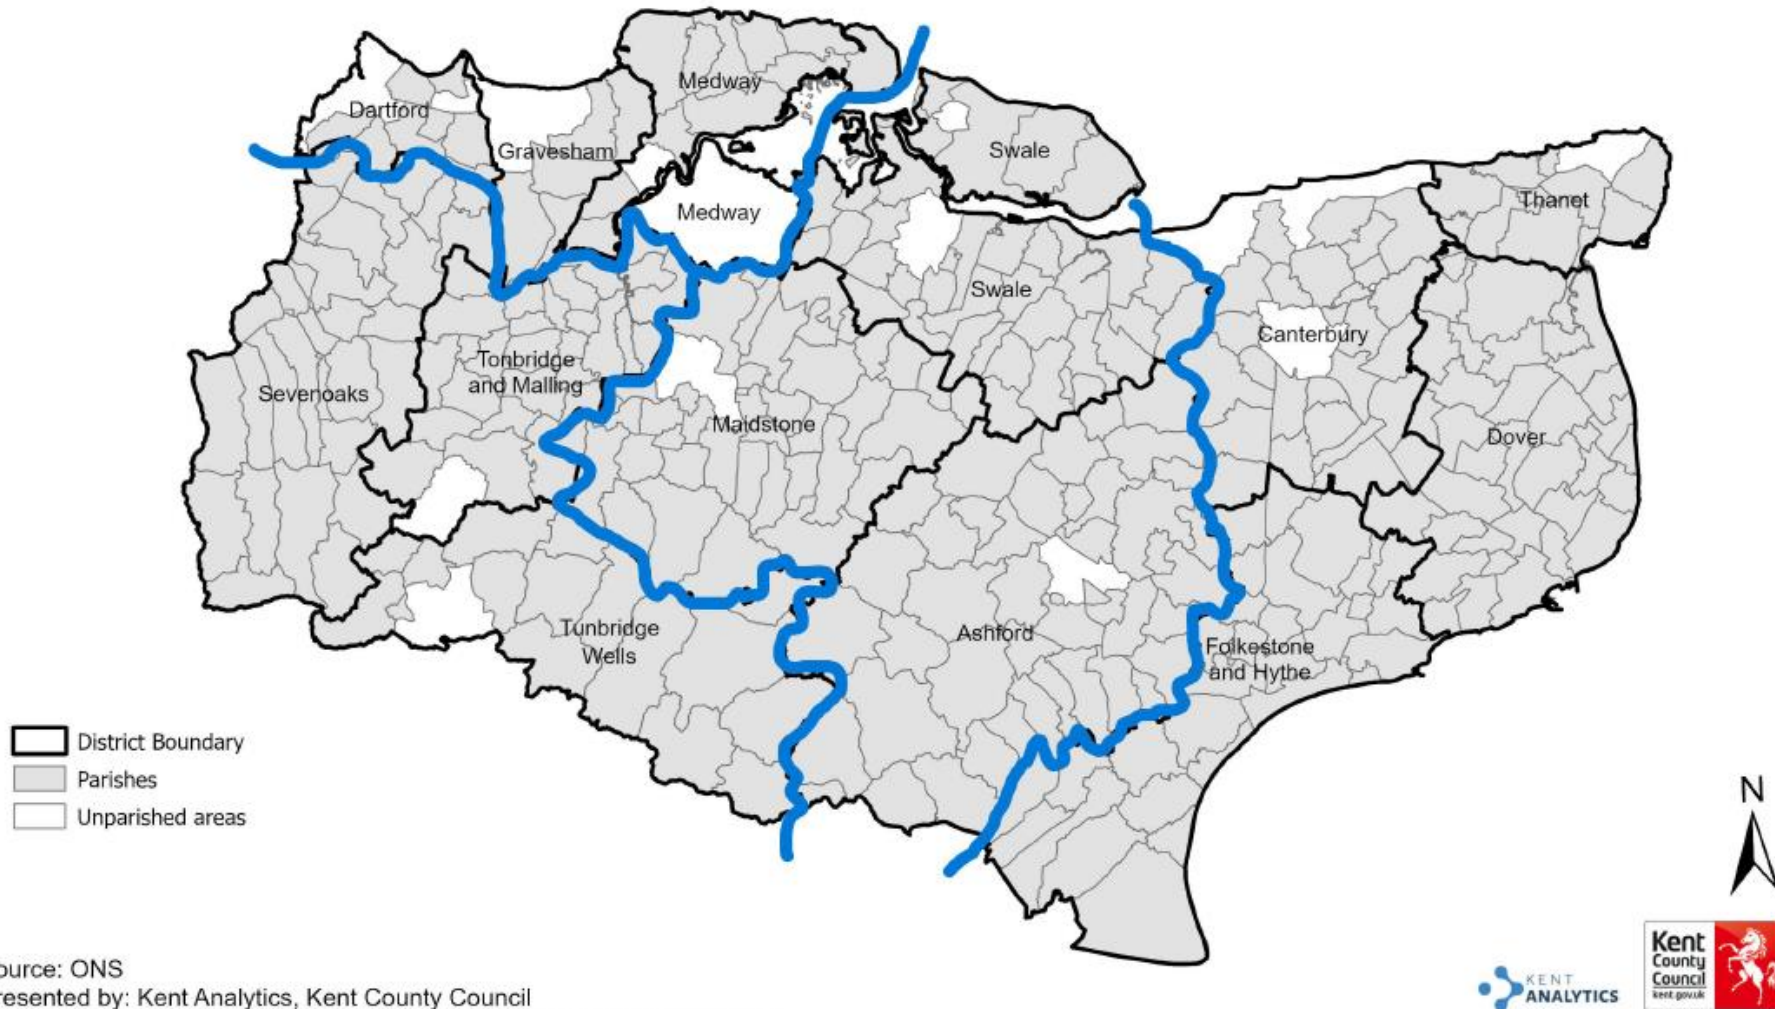 Medway
Dartford
Gravesham
Swale
Thanet
Medway
Swale
Canterbury
Tonbridge
and Malling
Sevenoaks
Maidstone
Dover
Tunbridge
Wells
Ashford
Folkestone
and Hythe
District Boundary
Parishes
Unparished areas
N
ource: ONS
resented by: Kent Analytics, Kent County Council
KENT
ANALYTICS
Kent
County
Council
kent.gov.uk